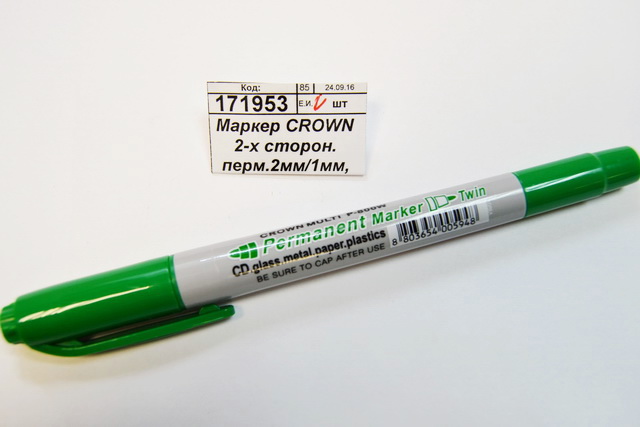 Код: 85 24.09.16
171953 Е.И. шт
Маркер CROWN
2-х сторон.
перм.2мм/1мм,
CROWN MULTI P-800W
Permanent Marker Twin
CD.glass.metal.paper.plastics
BE SURE TO CAP AFTER USE
8 803654 005948